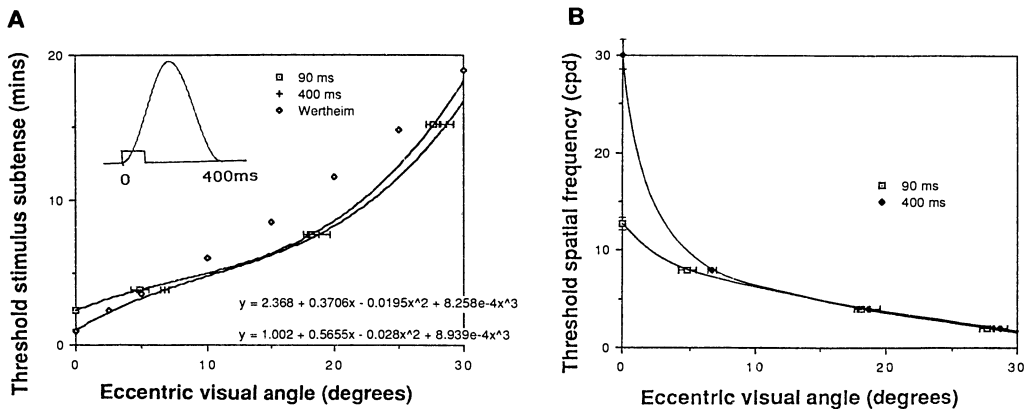 A
Threshold stimulus subtense (mins)
20
10
0
90 ms
400 ms
Wertheim
0
400ms
y = 2.368 + 0.3706x - 0.0195x^2 + 8.258e-4x^3
y = 1.002 + 0.5655x - 0.028x^2 + 8.939e-4x^3
0
10
20
30
Eccentric visual angle (degrees)
B
Threshold spatial frequency (cpd)
30
30
10
0
90 ms
400 ms
0
10
20
30
Eccentric visual angle (degrees)